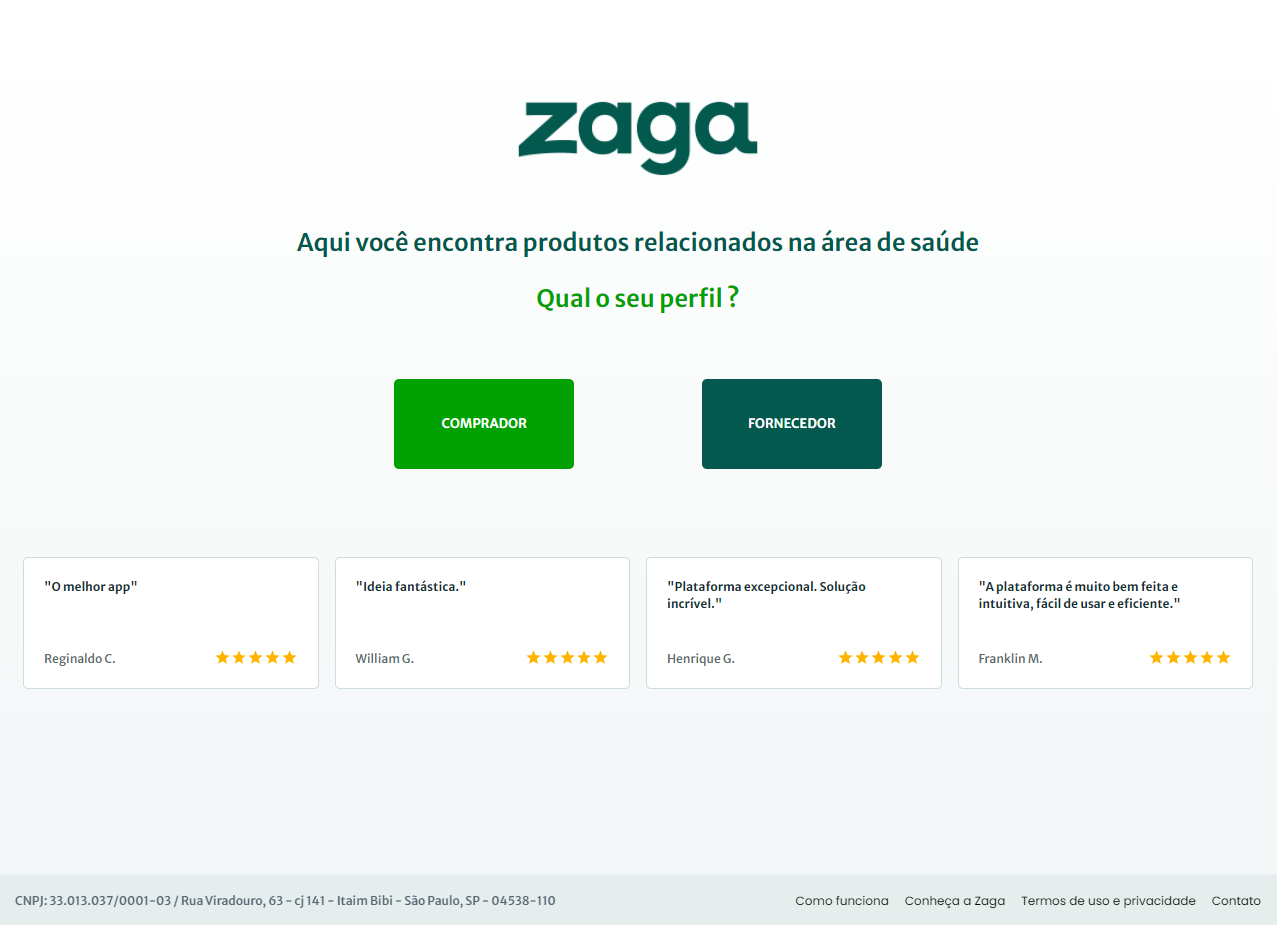 zaga
Aqui você encontra produtos relacionados na área de saúde
Qual o seu perfil ?
COMPRADOR
FORNECEDOR
"O melhor app"
Reginaldo C.
"Ideia fantástica."
William G.
"Plataforma excepcional. Solução
incrível."
Henrique G.
"A plataforma é muito bem feita e
intuitiva, fácil de usar e eficiente."
Franklin M.
CNPJ: 33.013.037/0001-03 / Rua Viradouro, 63 - cj 141 - Itaim Bibi - São Paulo, SP - 04538-110
Como funciona
Conheça a Zaga
Termos de uso e privacidade
Contato